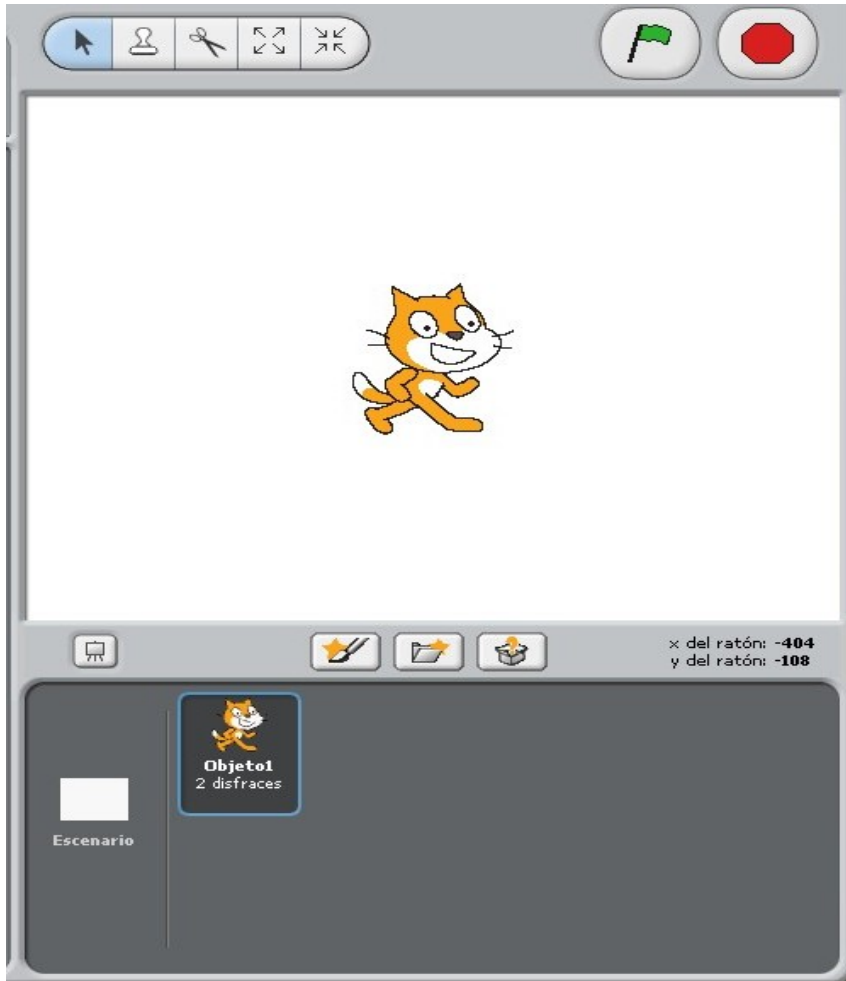 x del ratón: -404
y del ratón: -108
Objeto1
2 disfraces
Escenario